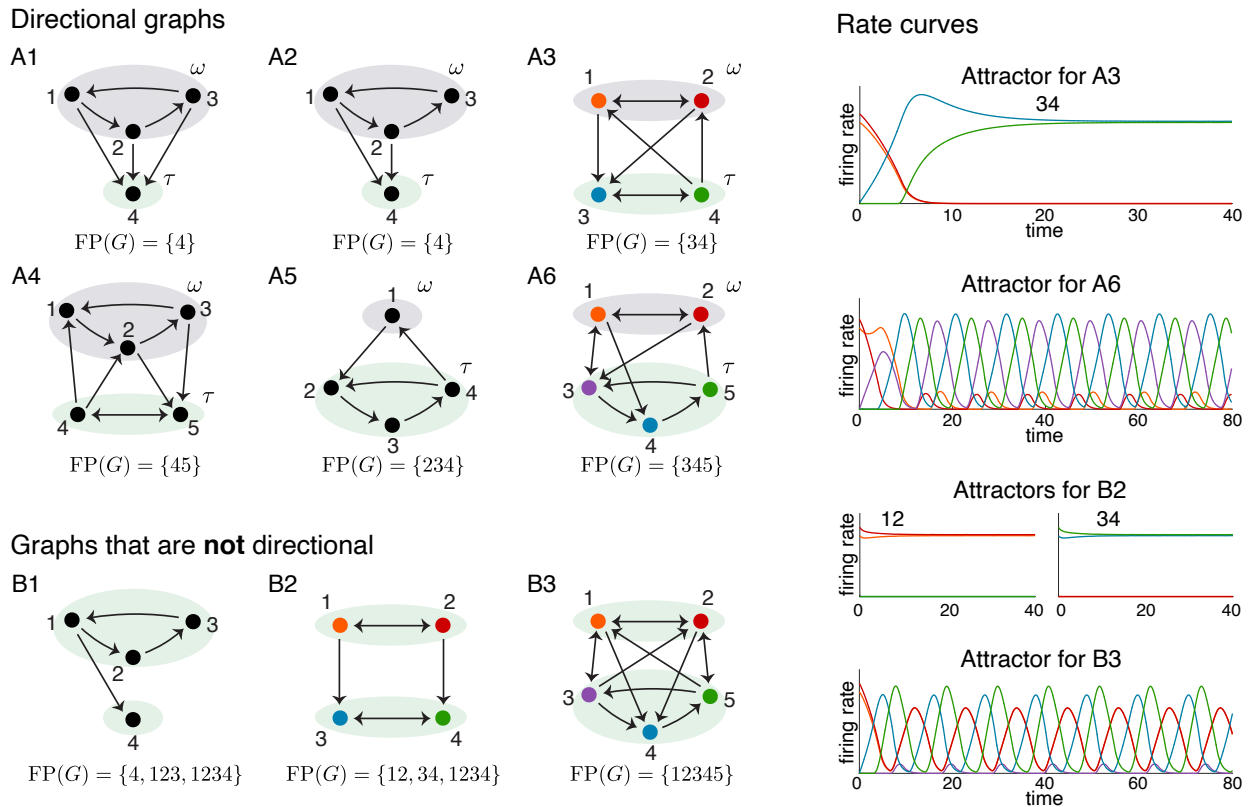 Directional graphs
A1
ω
1
3
2
τ
4
FP(G) = {4}
A2
ω
1
3
2
τ
4
FP(G) = {4}
A3
1
2
ω
τ
3
4
FP(G) = {34}
A4
ω
1
3
2
τ
4
5
FP(G) = {45}
A5
1
ω
τ
2
4
3
FP(G) = {234}
A6
1
2
ω
τ
3
5
4
FP(G) = {345}
Graphs that are not directional
B1
1
3
2
4
FP(G) = {4, 123, 1234}
B2
1
2
3
4
FP(G) = {12, 34, 1234}
B3
1
2
3
5
4
FP(G) = {12345}
Rate curves
Attractor for A3
34
firing rate
0 10 20 30 40
time
Attractor for A6
firing rate
0 20 40 60 80
time
Attractors for B2
12
34
firing rate
0 20 40
0 20 40
Attractor for B3
firing rate
0 20 40 60 80
time